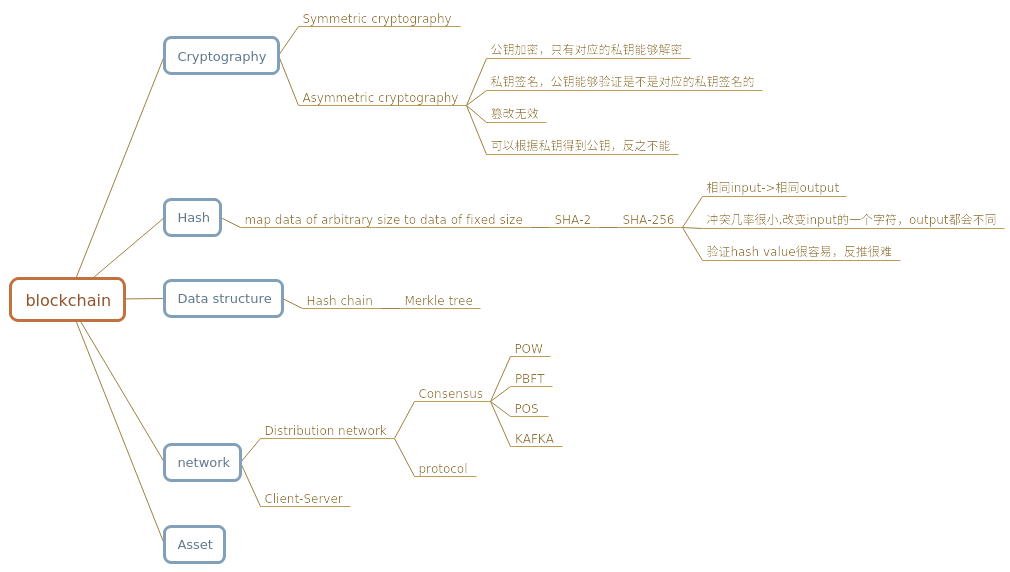 blockchain
Cryptography
Symmetric cryptography
Asymmetric cryptography
公钥加密，只有对应的私钥能够解密
私钥签名，公钥能够验证是不是对应的私钥签名的
篡改无效
可以根据私钥得到公钥，反之不能
Hash
map data of arbitrary size to data of fixed size
SHA-2
SHA-256
相同input->相同output
冲突几率很小,改变input的一个字符，output都会不同
验证hash value很容易，反推很难
Data structure
Hash chain
Merkle tree
network
Distribution network
Consensus
POW
PBFT
POS
KAFKA
protocol
Client-Server
Asset